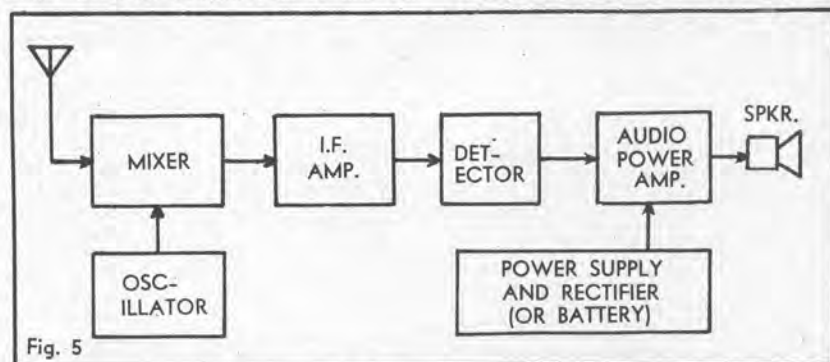 MIXER
I.F.
AMP.
DET-
ECTOR
AUDIO
POWER
AMP.
SPKR.
OSC-
ILLATOR
POWER SUPPLY
AND RECTIFIER
(OR BATTERY)
Fig. 5